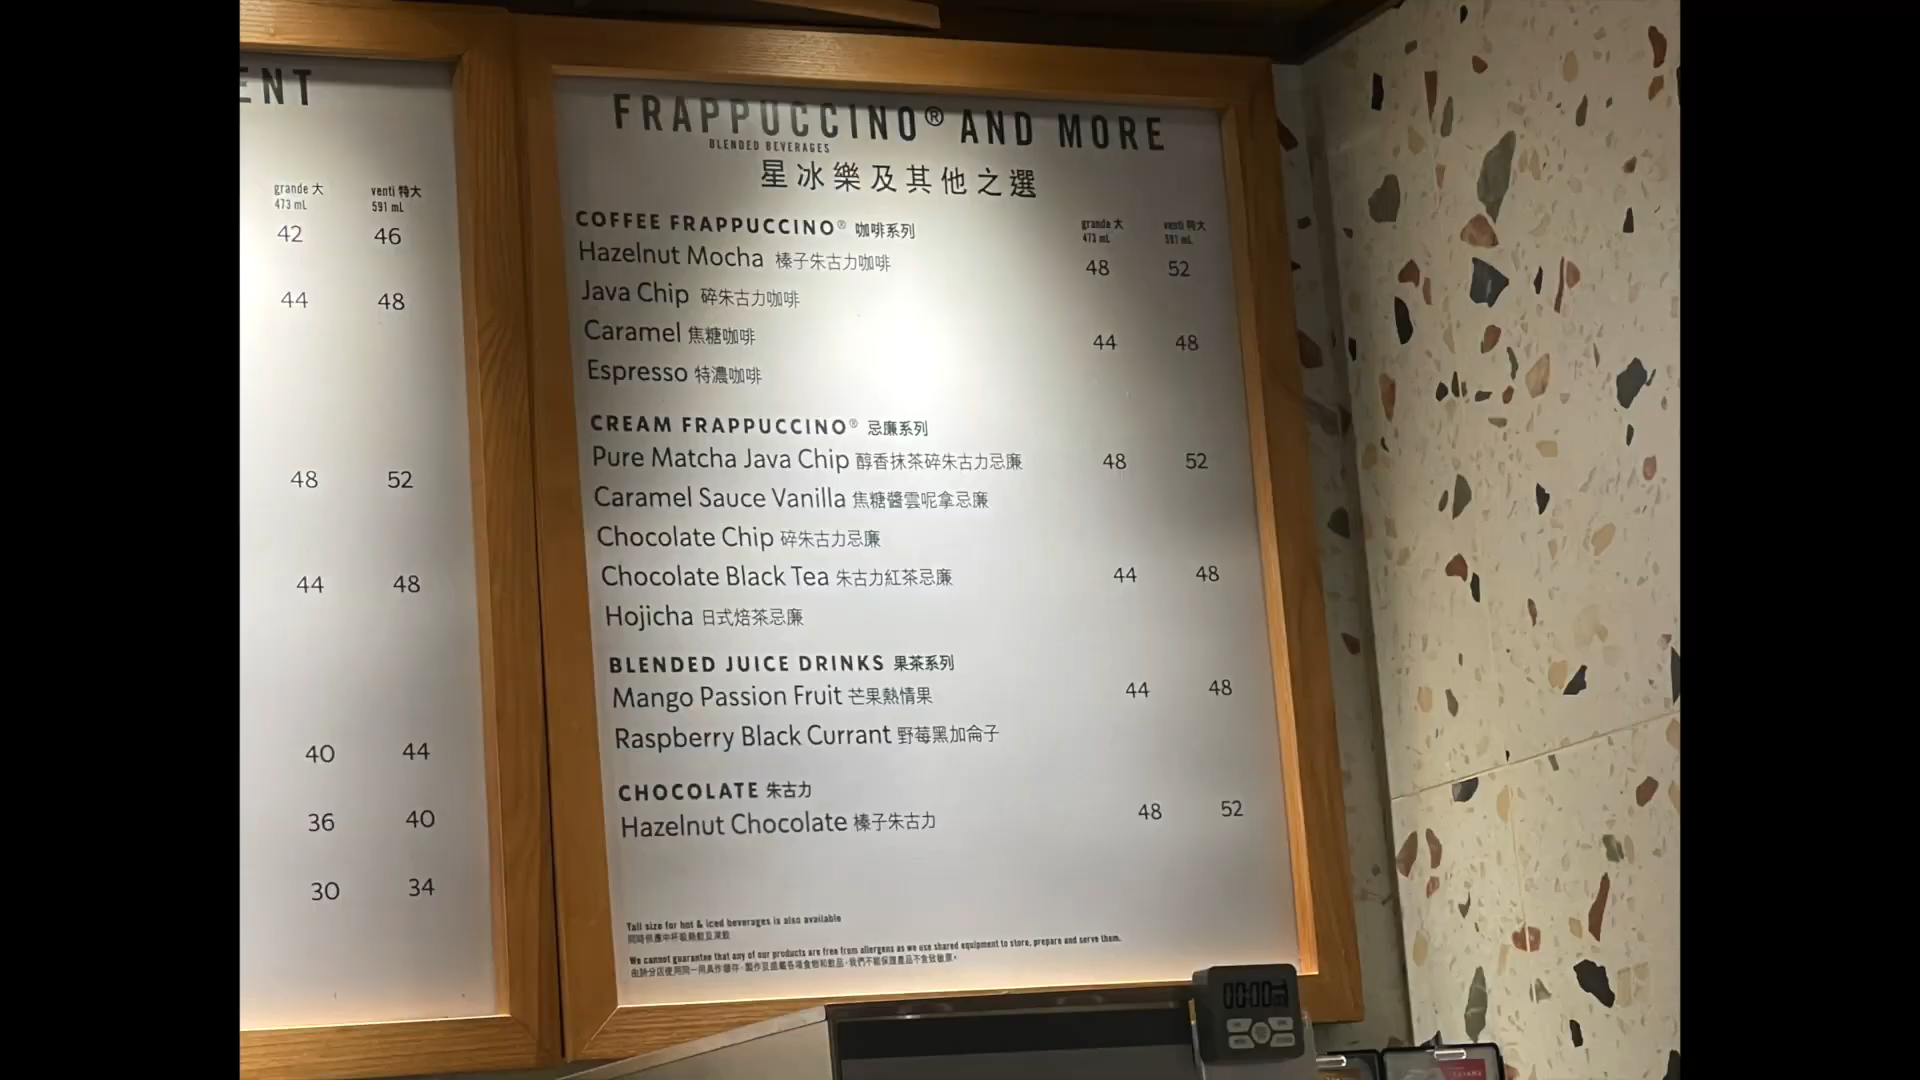 ENT
grande 大 venti 特大
473 mL 591 mL
42 46
44 48
48 52
44 48
40 44
36 40
30 34
FRAPPUCCINO® AND MORE
BLENDED BEVERAGES
星冰樂及其他之選
grande 大 venti 特大
473 mL 591 mL
COFFEE FRAPPUCCINO® 咖啡系列
Hazelnut Mocha 榛子朱古力咖啡 48 52
Java Chip 碎朱古力咖啡
Caramel 焦糖咖啡 44 48
Espresso 特濃咖啡
CREAM FRAPPUCCINO® 忌廉系列
Pure Matcha Java Chip 醇香抹茶碎朱古力忌廉 48 52
Caramel Sauce Vanilla 焦糖醬雲呢拿忌廉
Chocolate Chip 碎朱古力忌廉
Chocolate Black Tea 朱古力紅茶忌廉 44 48
Hojicha 日式焙茶忌廉
BLENDED JUICE DRINKS 果茶系列
Mango Passion Fruit 芒果熱情果 44 48
Raspberry Black Currant 野莓黑加侖子
CHOCOLATE 朱古力
Hazelnut Chocolate 榛子朱古力 48 52
Tall size for hot & iced beverages is also available
同時供應中杯裝熱飲及凍飲
We cannot guarantee that any of our products are free from allergens as we use shared equipment to store, prepare and serve them.
00:00